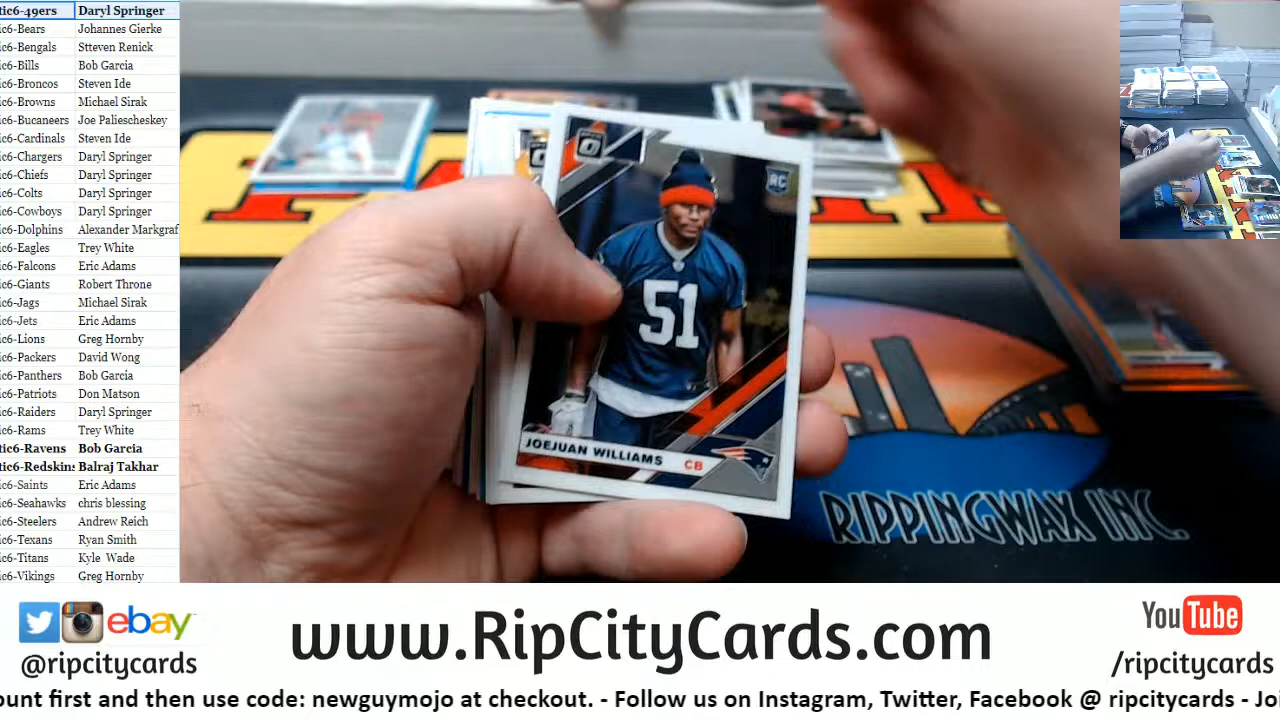 tic6-49ers Daryl Springer
ic6-Bears Johannes Gierke
ic6-Bengals Stteven Renick
ic6-Bills Bob Garcia
ic6-Broncos Steven Ide
ic6-Browns Michael Sirak
ic6-Bucaneers Joe Paliescheskey
ic6-Cardinals Steven Ide
ic6-Chargers Daryl Springer
ic6-Chiefs Daryl Springer
ic6-Colts Daryl Springer
ic6-Cowboys Daryl Springer
ic6-Dolphins Alexander Markgraf
ic6-Eagles Trey White
ic6-Falcons Eric Adams
ic6-Giants Robert Throne
ic6-Jags Michael Sirak
ic6-Jets Eric Adams
ic6-Lions Greg Hornby
ic6-Packers David Wong
ic6-Panthers Bob Garcia
ic6-Patriots Don Matson
ic6-Raiders Daryl Springer
ic6-Rams Trey White
tic6-Ravens Bob Garcia
tic6-Redskins Balraj Takhar
ic6-Saints Eric Adams
ic6-Seahawks chris blessing
ic6-Steelers Andrew Reich
ic6-Texans Ryan Smith
ic6-Titans Kyle Wade
ic6-Vikings Greg Hornby
RC
51
JOEJUAN WILLIAMS CB
RIPPINGWAX INC.
ebay
@ripcitycards
www.RipCityCards.com
YouTube
/ripcitycards
ount first and then use code: newguymojo at checkout. - Follow us on Instagram, Twitter, Facebook @ ripcitycards - Joi